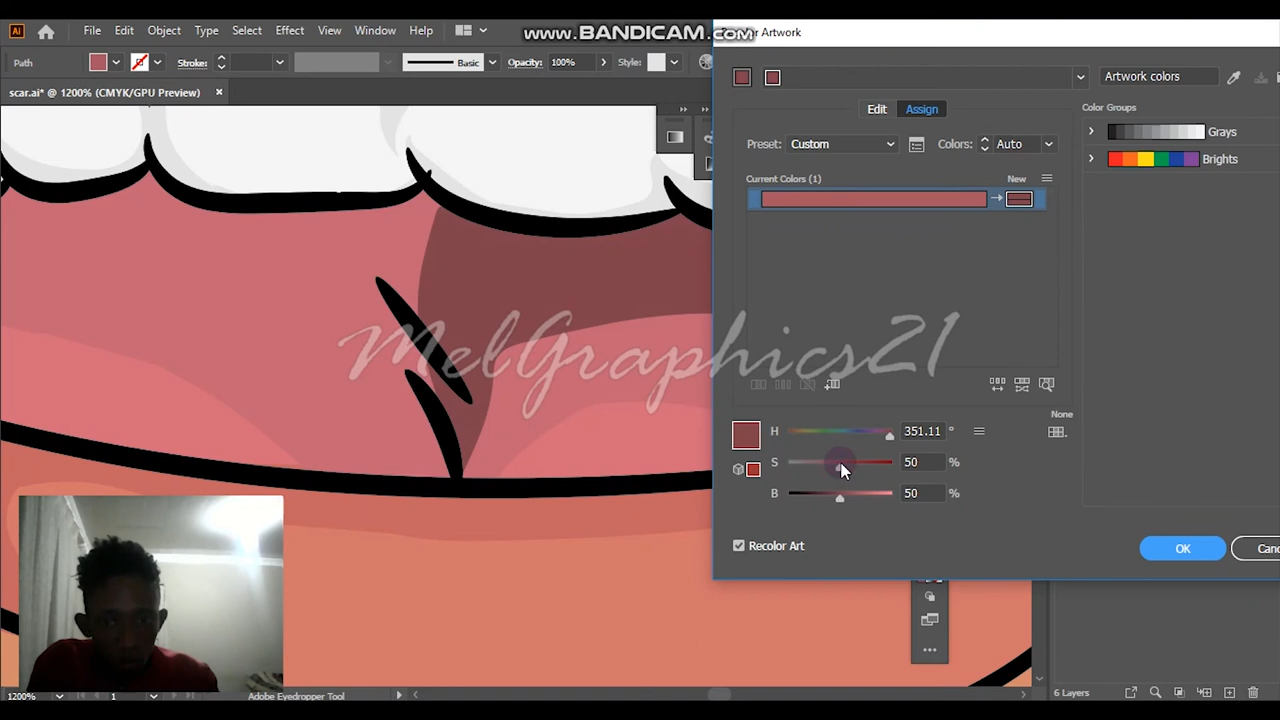 Ai File Edit Object Type Select Effect View Window Help www.BANDICAM.com Artwork
Path Stroke: Basic Opacity: 100% Style:
scar.ai* @ 1200% (CMYK/GPU Preview) ×
Artwork colors
Edit Assign
Color Groups
Preset: Custom Colors: Auto
Grays
Brights
Current Colors (1) New
MelGraphics21
None
H 351.11 °
S 50 %
B 50 %
Recolor Art
OK
1200% 1 Adobe Eyedropper Tool 6 Layers